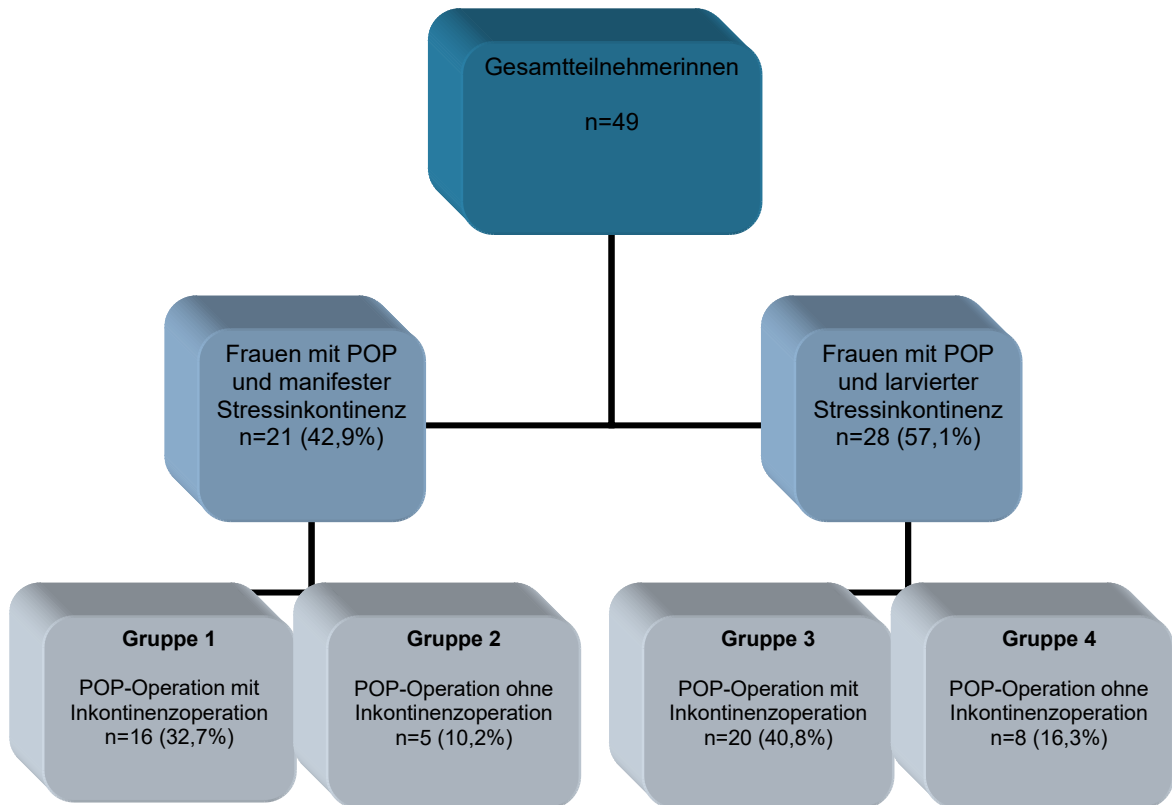 Gesamtteilnehmerinnen
n=49
Frauen mit POP
und manifester
Stressinkontinenz
n=21 (42,9%)
Frauen mit POP
und larvierter
Stressinkontinenz
n=28 (57,1%)
Gruppe 1
POP-Operation mit
Inkontinenzoperation
n=16 (32,7%)
Gruppe 2
POP-Operation ohne
Inkontinenzoperation
n=5 (10,2%)
Gruppe 3
POP-Operation mit
Inkontinenzoperation
n=20 (40,8%)
Gruppe 4
POP-Operation ohne
Inkontinenzoperation
n=8 (16,3%)